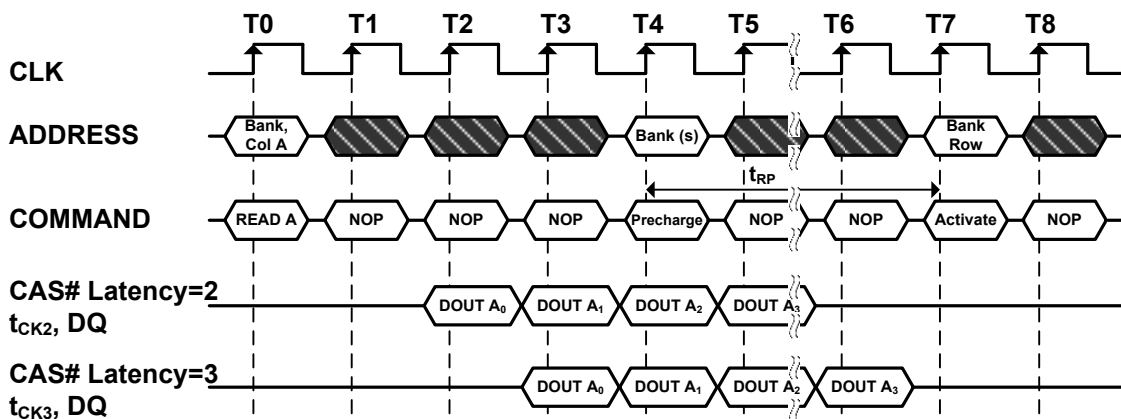 T0 T1 T2 T3 T4 T5 T6 T7 T8
CLK
ADDRESS
Bank,
Col A
Bank (s)
Bank
Row
tRP
COMMAND
READ A NOP NOP NOP Precharge NOP NOP Activate NOP
CAS# Latency=2
tCK2, DQ
DOUT A0 DOUT A1 DOUT A2 DOUT A3
CAS# Latency=3
tCK3, DQ
DOUT A0 DOUT A1 DOUT A2 DOUT A3